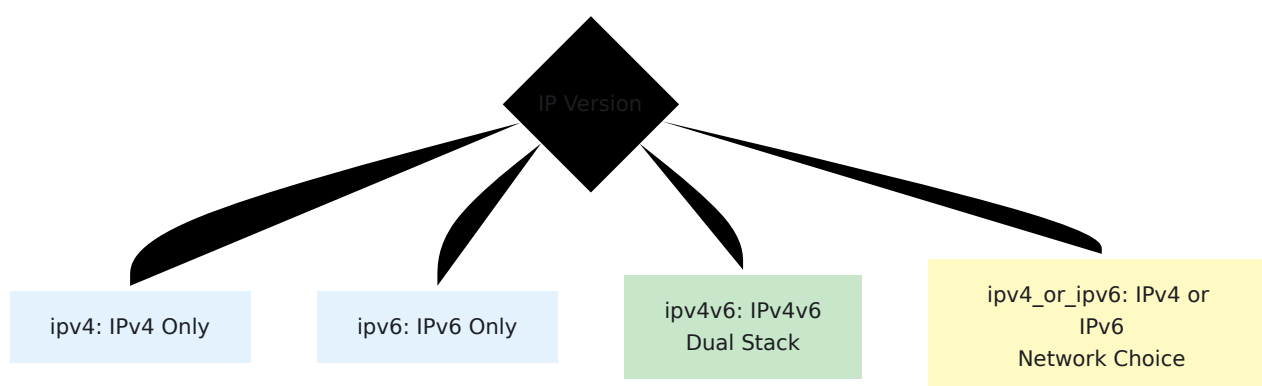 IP Version
ipv4: IPv4 Only
ipv6: IPv6 Only
ipv4v6: IPv4v6
Dual Stack
ipv4_or_ipv6: IPv4 or
IPv6
Network Choice